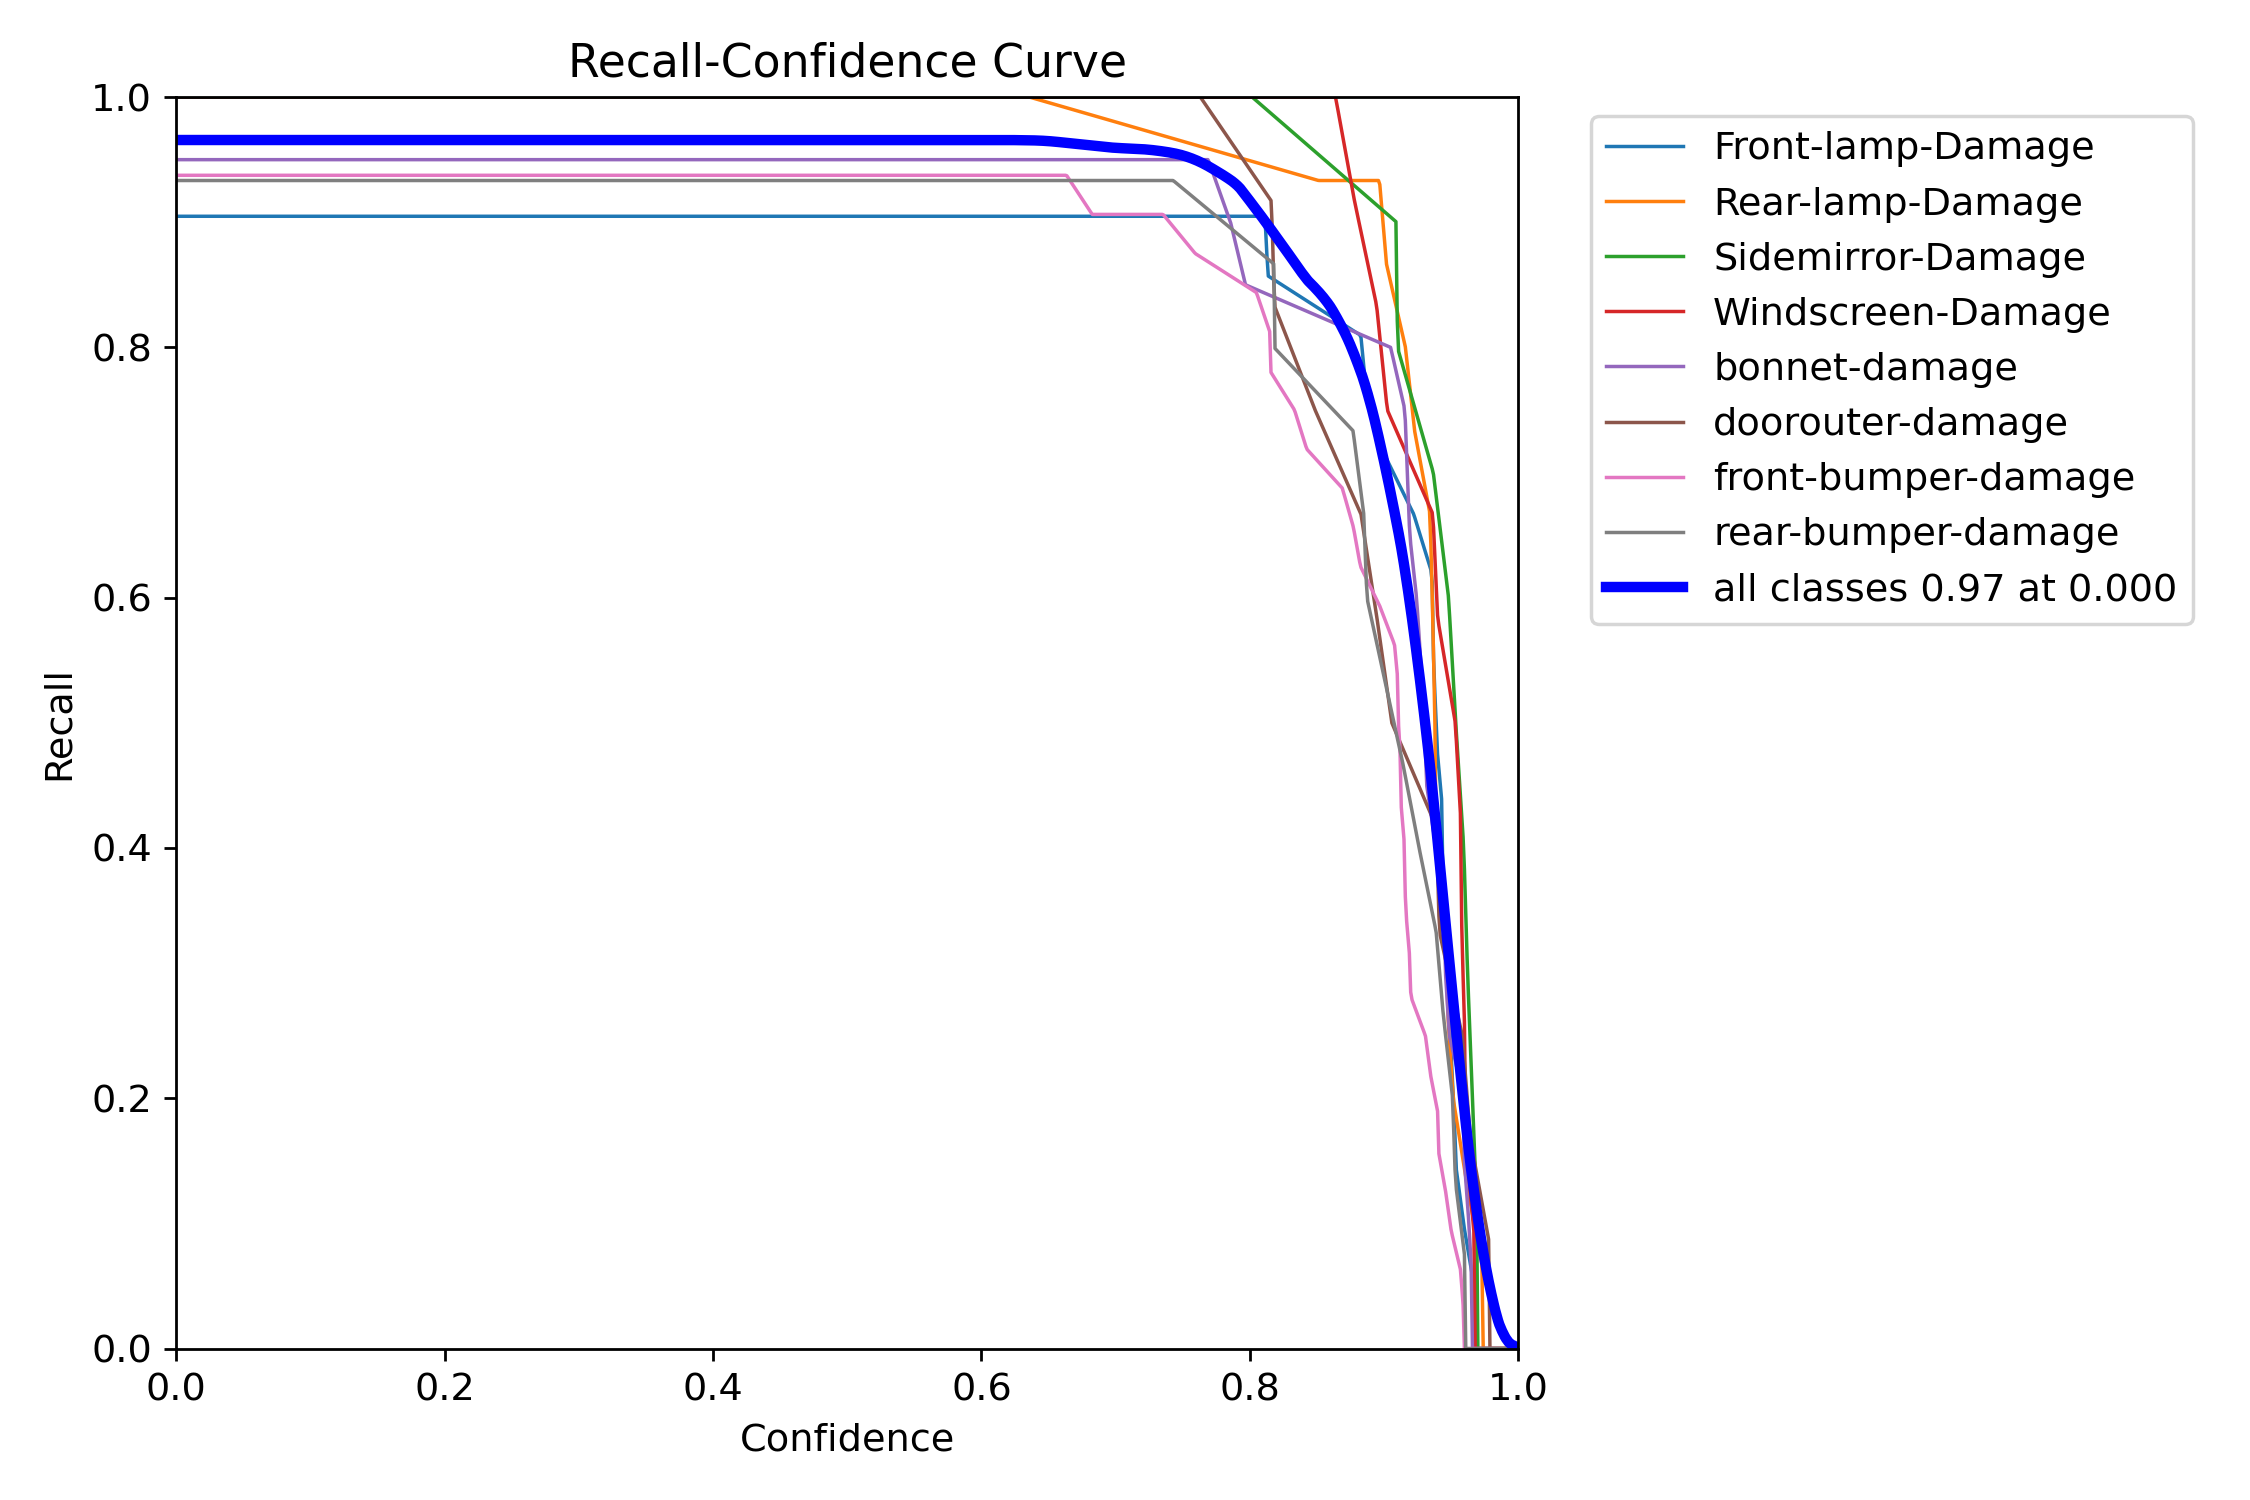 Recall-Confidence Curve
1.0
0.8
0.6
0.4
0.2
0.0
Recall
0.0 0.2 0.4 0.6 0.8 1.0
Confidence
Front-lamp-Damage
Rear-lamp-Damage
Sidemirror-Damage
Windscreen-Damage
bonnet-damage
doorouter-damage
front-bumper-damage
rear-bumper-damage
all classes 0.97 at 0.000